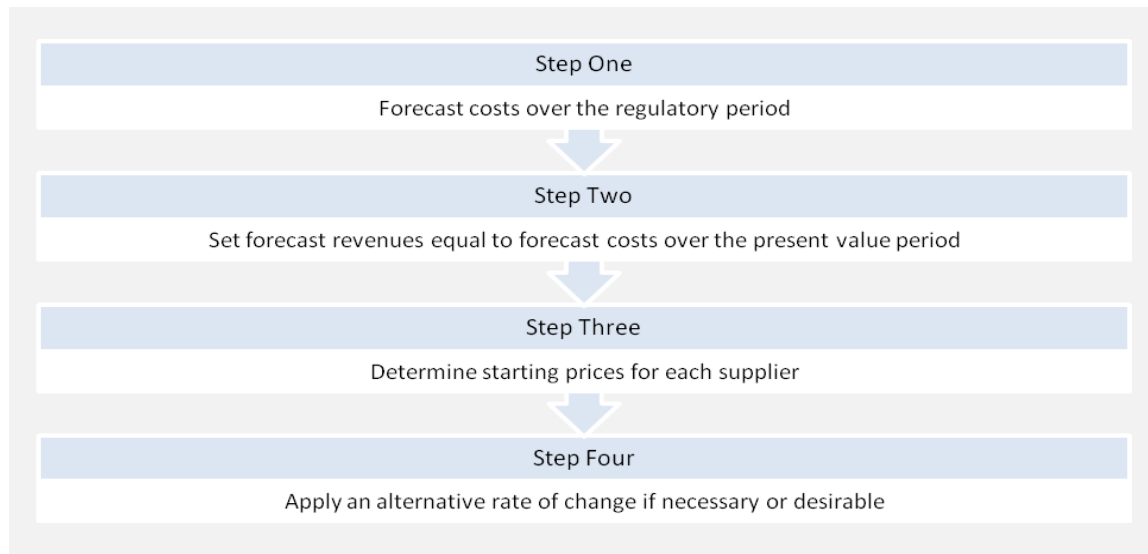 Step One
Forecast costs over the regulatory period
Step Two
Set forecast revenues equal to forecast costs over the present value period
Step Three
Determine starting prices for each supplier
Step Four
Apply an alternative rate of change if necessary or desirable